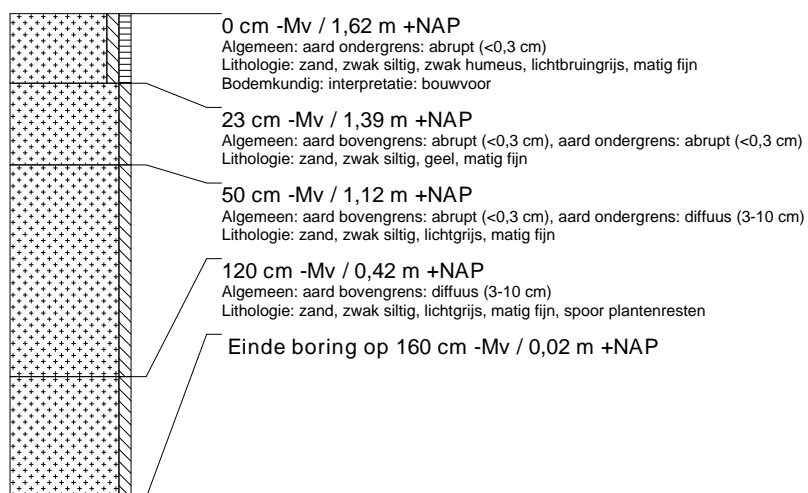 0 cm -Mv / 1,62 m +NAP
Algemeen: aard ondergrens: abrupt (<0,3 cm)
Lithologie: zand, zwak siltig, zwak humeus, lichtbruingrijs, matig fijn
Bodemkundig: interpretatie: bouwvoor
23 cm -Mv / 1,39 m +NAP
Algemeen: aard bovengrens: abrupt (<0,3 cm), aard ondergrens: abrupt (<0,3 cm)
Lithologie: zand, zwak siltig, geel, matig fijn
50 cm -Mv / 1,12 m +NAP
Algemeen: aard bovengrens: abrupt (<0,3 cm), aard ondergrens: diffuus (3-10 cm)
Lithologie: zand, zwak siltig, lichtgrijs, matig fijn
120 cm -Mv / 0,42 m +NAP
Algemeen: aard bovengrens: diffuus (3-10 cm)
Lithologie: zand, zwak siltig, lichtgrijs, matig fijn, spoor plantenresten
Einde boring op 160 cm -Mv / 0,02 m +NAP